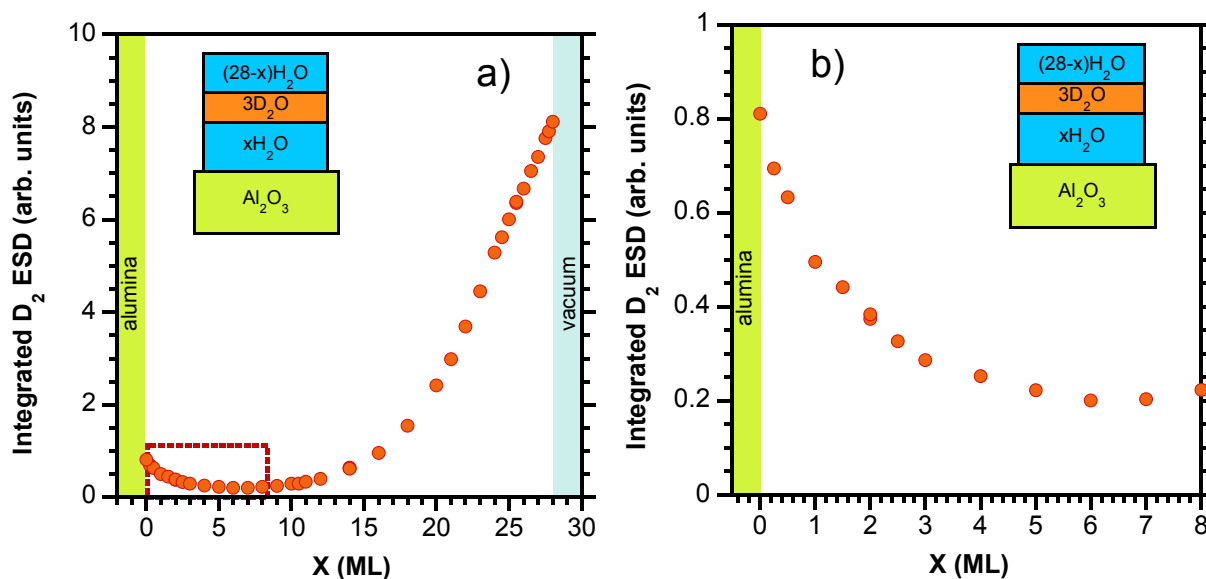 a)
Integrated D₂ ESD (arb. units)
10
8
6
4
2
0
alumina
(28-x)H₂O
3D₂O
xH₂O
Al₂O₃
vacuum
0 5 10 15 20 25 30
X (ML)
b)
Integrated D₂ ESD (arb. units)
1
0.8
0.6
0.4
0.2
0
alumina
(28-x)H₂O
3D₂O
xH₂O
Al₂O₃
0 1 2 3 4 5 6 7 8
X (ML)